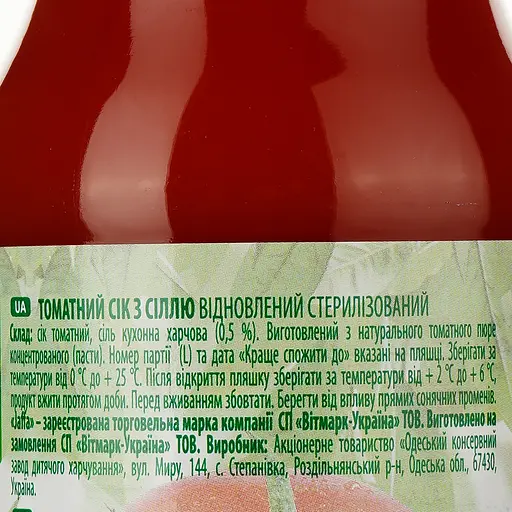 UA ТОМАТНИЙ СІК З СІЛЛЮ ВІДНОВЛЕНИЙ СТЕРИЛІЗОВАНИЙ
Склад: сік томатний, сіль кухонна харчова (0,5 %). Виготовлений з натурального томатного пюре
концентрованого (пасти). Номер партії (L) та дата «Краще спожити до» вказані на пляшці. Зберігати за
температури від 0 °С до + 25 °С. Після відкриття пляшку зберігати за температури від + 2 °С до + 6 °С,
продукт вжити протягом доби. Перед вживанням збовтати. Берегти від впливу прямих сонячних променів.
«Jaffa» - зареєстрована торговельна марка компанії СП «Вітмарк-Україна» ТОВ. Виготовлено на
замовлення СП «Вітмарк-Україна» ТОВ. Виробник: Акціонерне товариство «Одеський консервний
завод дитячого харчування», вул. Миру, 144, с. Степанівка, Роздільнянський р-н, Одеська обл., 67430,
Україна.